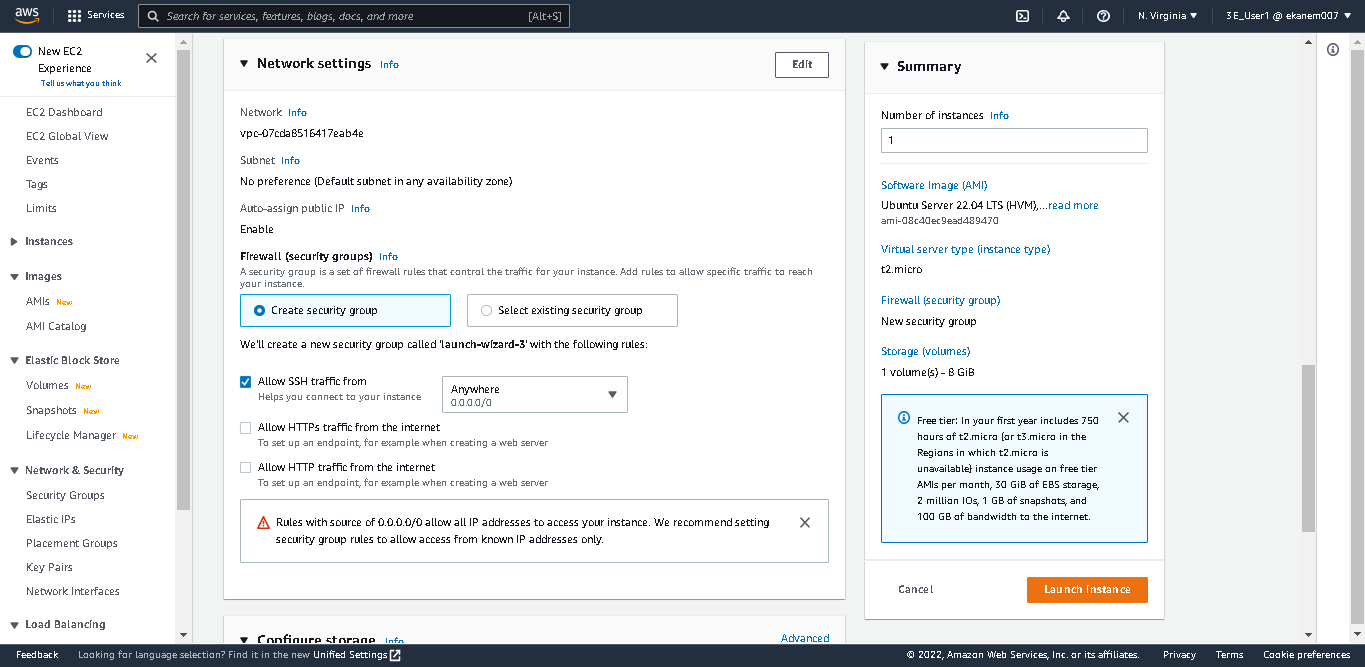 aws
Services
Search for services, features, blogs, docs, and more
[Alt+S]
N. Virginia
3E_User1 @ ekanem007
New EC2
Experience
Tell us what you think
EC2 Dashboard
EC2 Global View
Events
Tags
Limits
Instances
Images
AMIs New
AMI Catalog
Elastic Block Store
Volumes New
Snapshots New
Lifecycle Manager New
Network & Security
Security Groups
Elastic IPs
Placement Groups
Key Pairs
Network Interfaces
Load Balancing
Network settings Info
Edit
Network Info
vpc-07cda8516417eab4e
Subnet Info
No preference (Default subnet in any availability zone)
Auto-assign public IP Info
Enable
Firewall (security groups) Info
A security group is a set of firewall rules that control the traffic for your instance. Add rules to allow specific traffic to reach
your instance.
Create security group
Select existing security group
We'll create a new security group called 'launch-wizard-3' with the following rules:
Allow SSH traffic from
Helps you connect to your instance
Anywhere
0.0.0.0/0
Allow HTTPs traffic from the internet
To set up an endpoint, for example when creating a web server
Allow HTTP traffic from the internet
To set up an endpoint, for example when creating a web server
Rules with source of 0.0.0.0/0 allow all IP addresses to access your instance. We recommend setting
security group rules to allow access from known IP addresses only.
Configure storage Info
Advanced
Summary
Number of instances Info
1
Software Image (AMI)
Ubuntu Server 22.04 LTS (HVM),...read more
ami-08c40ec9ead489470
Virtual server type (instance type)
t2.micro
Firewall (security group)
New security group
Storage (volumes)
1 volume(s) - 8 GiB
Free tier: In your first year includes 750
hours of t2.micro (or t3.micro in the
Regions in which t2.micro is
unavailable) instance usage on free tier
AMIs per month, 30 GiB of EBS storage,
2 million IOs, 1 GB of snapshots, and
100 GB of bandwidth to the internet.
Cancel
Launch instance
Feedback
Looking for language selection? Find it in the new Unified Settings
© 2022, Amazon Web Services, Inc. or its affiliates.
Privacy
Terms
Cookie preferences